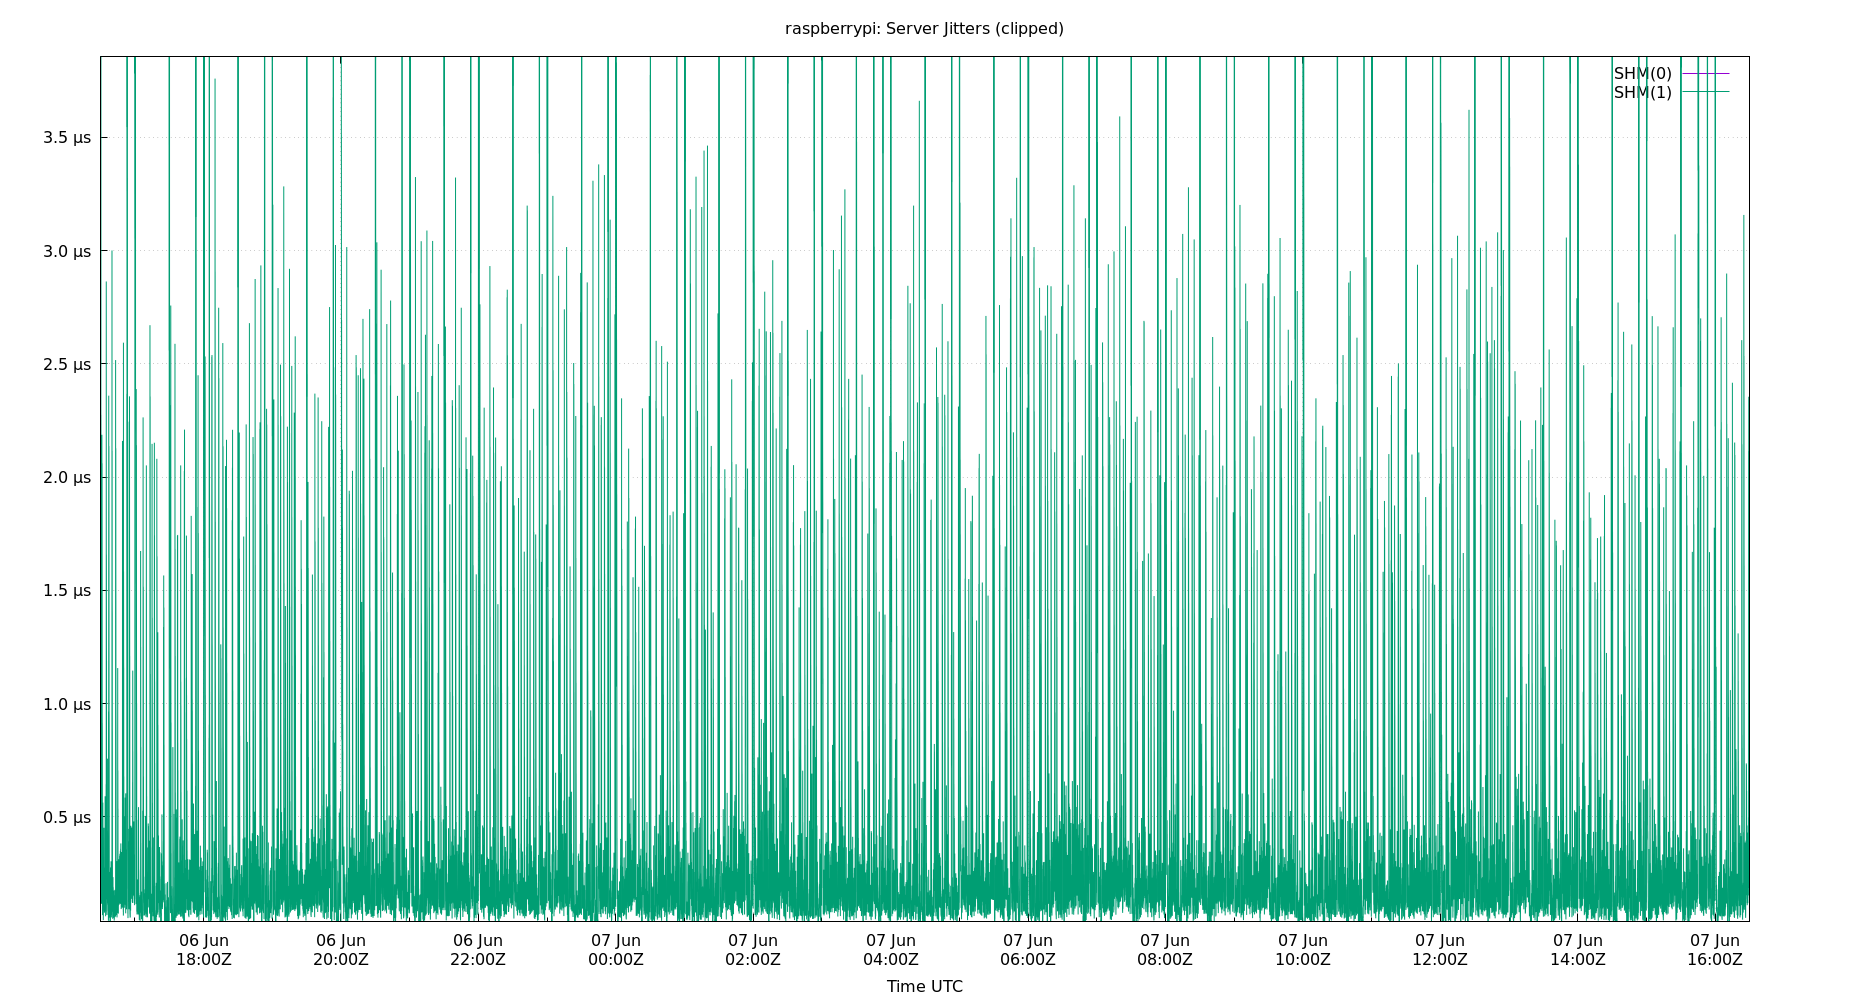 raspberrypi: Server Jitters (clipped)
SHM(0)
SHM(1)
3.5 µs
3.0 µs
2.5 µs
2.0 µs
1.5 µs
1.0 µs
0.5 µs
06 Jun 06 Jun 06 Jun 07 Jun 07 Jun 07 Jun 07 Jun 07 Jun 07 Jun 07 Jun 07 Jun 07 Jun
18:00Z 20:00Z 22:00Z 00:00Z 02:00Z 04:00Z 06:00Z 08:00Z 10:00Z 12:00Z 14:00Z 16:00Z
Time UTC